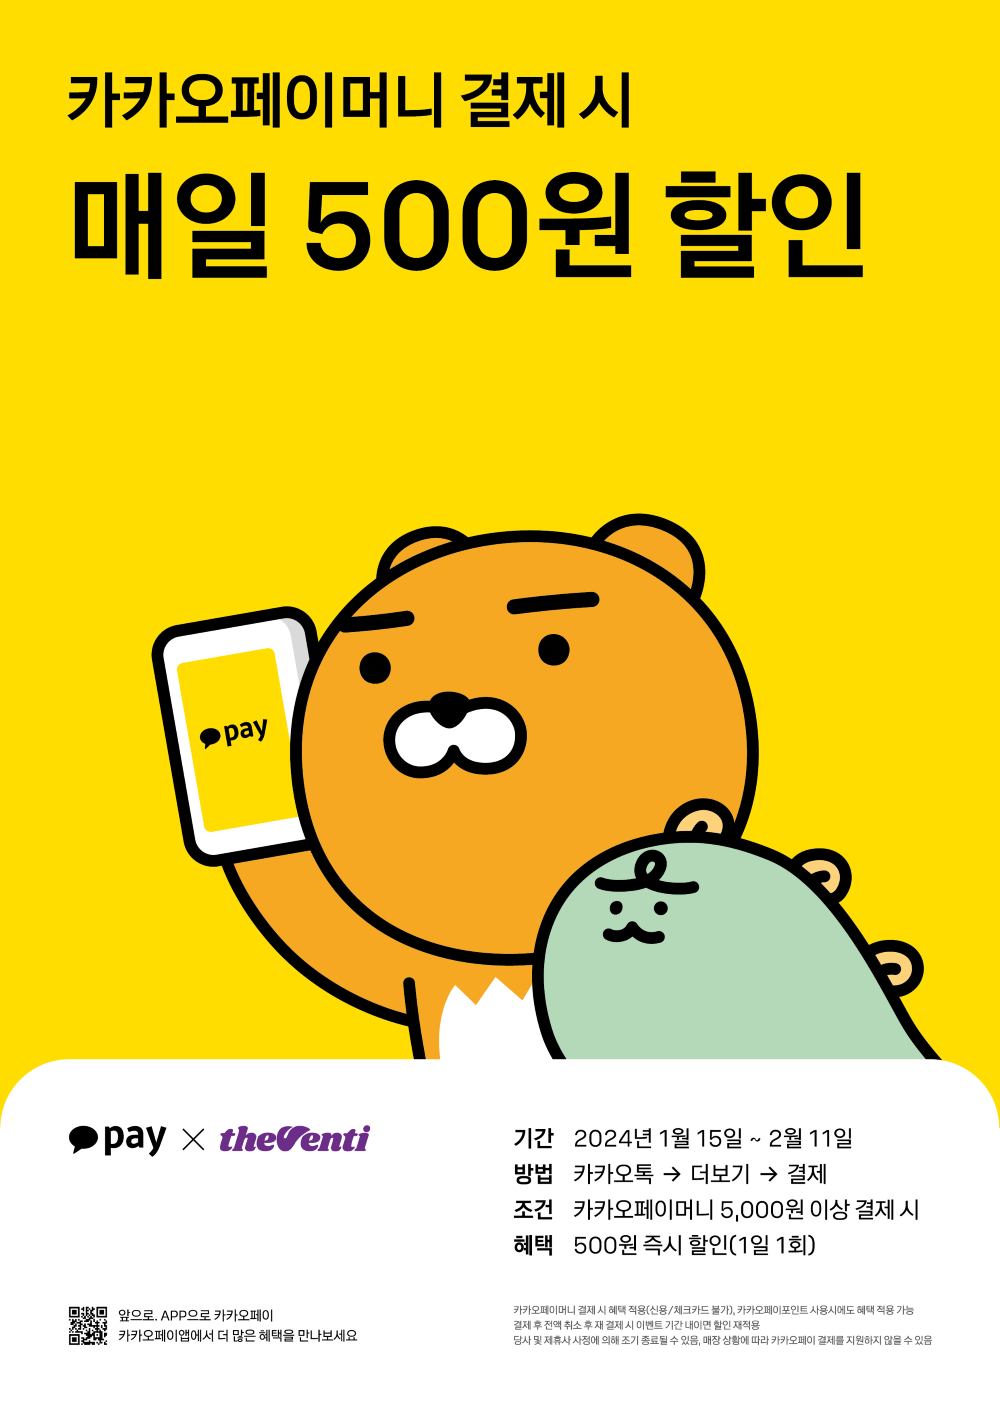 카카오페이머니 결제 시
매일 500원 할인
pay
pay × theVenti
기간 2024년 1월 15일 ~ 2월 11일
방법 카카오톡 → 더보기 → 결제
조건 카카오페이머니 5,000원 이상 결제 시
혜택 500원 즉시 할인(1일 1회)
앞으로. APP으로 카카오페이
카카오페이앱에서 더 많은 혜택을 만나보세요
카카오페이머니 결제 시 혜택 적용(신용/체크카드 불가), 카카오페이포인트 사용시에도 혜택 적용 가능
결제 후 전액 취소 후 재 결제 시 이벤트 기간 내이면 할인 재적용
당사 및 제휴사 사정에 의해 조기 종료될 수 있음, 매장 상황에 따라 카카오페이 결제를 지원하지 않을 수 있음